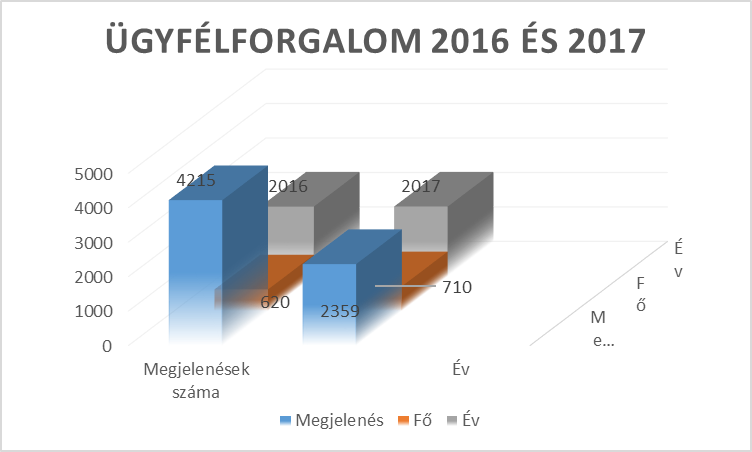 ÜGYFÉLFORGALOM 2016 ÉS 2017
5000
4000
3000
2000
1000
0
4215
2016
2017
620
2359
710
Megjelenések
száma
Év
M
e...
F
ő
É
v
Megjelenés Fő Év